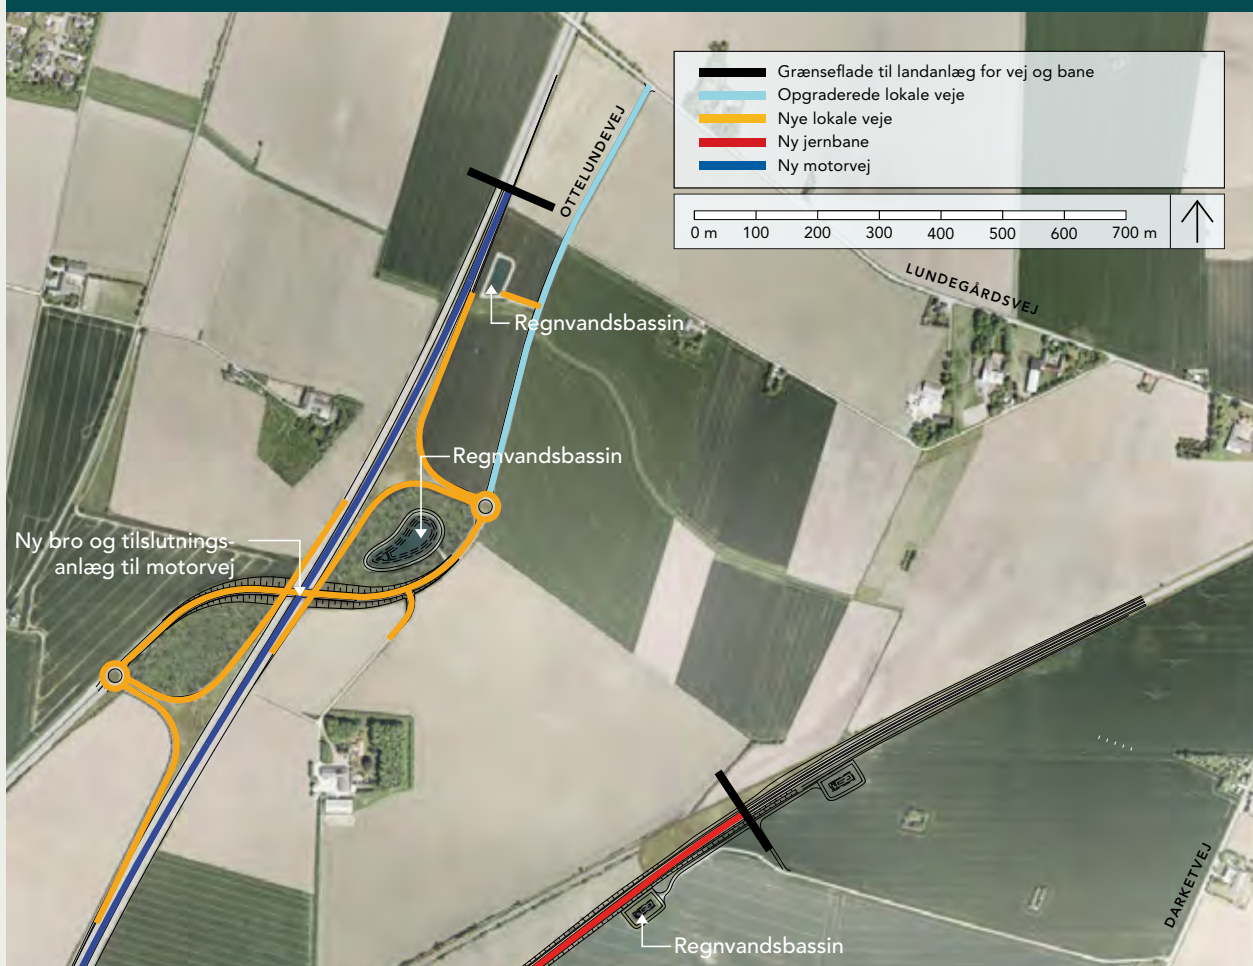 Grænseflade til landanlæg for vej og bane
Opgraderede lokale veje
Nye lokale veje
Ny jernbane
Ny motorvej
0 m 100 200 300 400 500 600 700 m
OTTELUNDEVEJ
LUNDEGÅRDSVEJ
Regnvandsbassin
Regnvandsbassin
Ny bro og tilslutnings-
anlæg til motorvej
DARKETVEJ
Regnvandsbassin